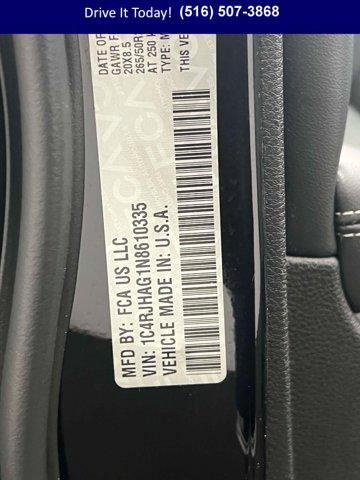 Drive It Today! (516) 507-3868
MFD BY: FCA US LLC
VIN: 1C4RJHAG1N8610335
VEHICLE MADE IN: U.S.A.
DATE OF
GAWR F
20X8.5
265/50R
AT 250
TYPE: M
THIS VE